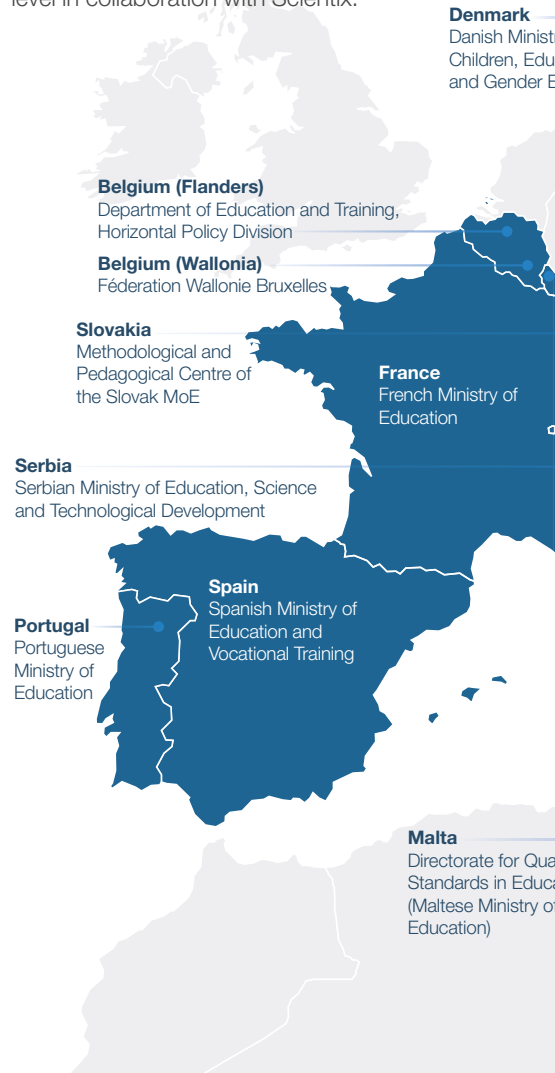 level in collaboration with Scientix.
Denmark
Danish Ministr
Children, Edu
and Gender E
Belgium (Flanders)
Department of Education and Training,
Horizontal Policy Division
Belgium (Wallonia)
Féderation Wallonie Bruxelles
Slovakia
Methodological and
Pedagogical Centre of
the Slovak MoE
France
French Ministry of
Education
Serbia
Serbian Ministry of Education, Science
and Technological Development
Spain
Spanish Ministry of
Education and
Vocational Training
Portugal
Portuguese
Ministry of
Education
Malta
Directorate for Qua
Standards in Educa
(Maltese Ministry of
Education)